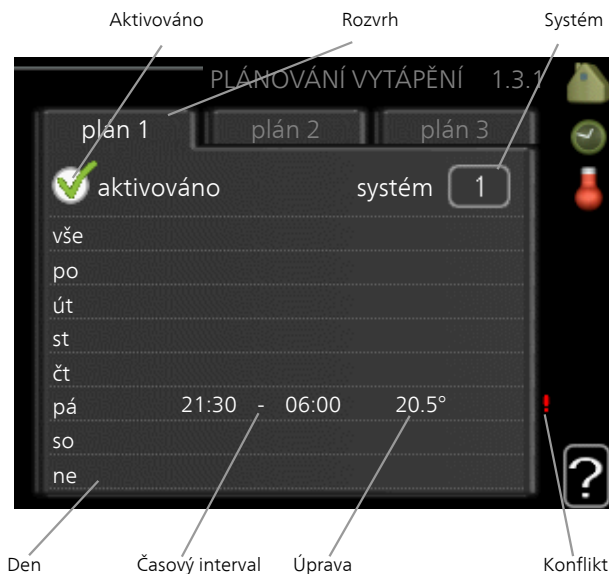 Aktivováno Rozvrh Systém
PLÁNOVÁNÍ VYTÁPĚNÍ 1.3.1
plán 1 plán 2 plán 3
aktivováno systém 1
vše
po
út
st
čt
pá 21:30 - 06:00 20.5° !
so
ne
?
Den Časový interval Úprava Konflikt